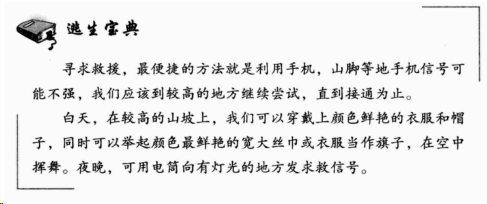 逃生宝典
寻求救援，最便捷的方法就是利用手机，山脚等地手机信号可
能不强，我们应该到较高的地方继续尝试，直到接通为止。
白天，在较高的山坡上，我们可以穿戴上颜色鲜艳的衣服和帽
子，同时可以举起颜色最鲜艳的宽大丝巾或衣服当作旗子，在空中
挥舞。夜晚，可用电筒向有灯光的地方发求救信号。